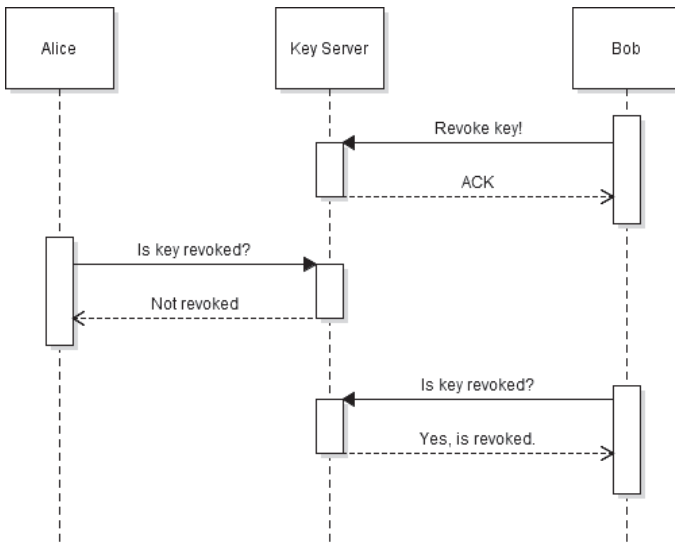 Alice
Key Server
Bob
Revoke key!
ACK
Is key revoked?
Not revoked
Is key revoked?
Yes, is revoked.